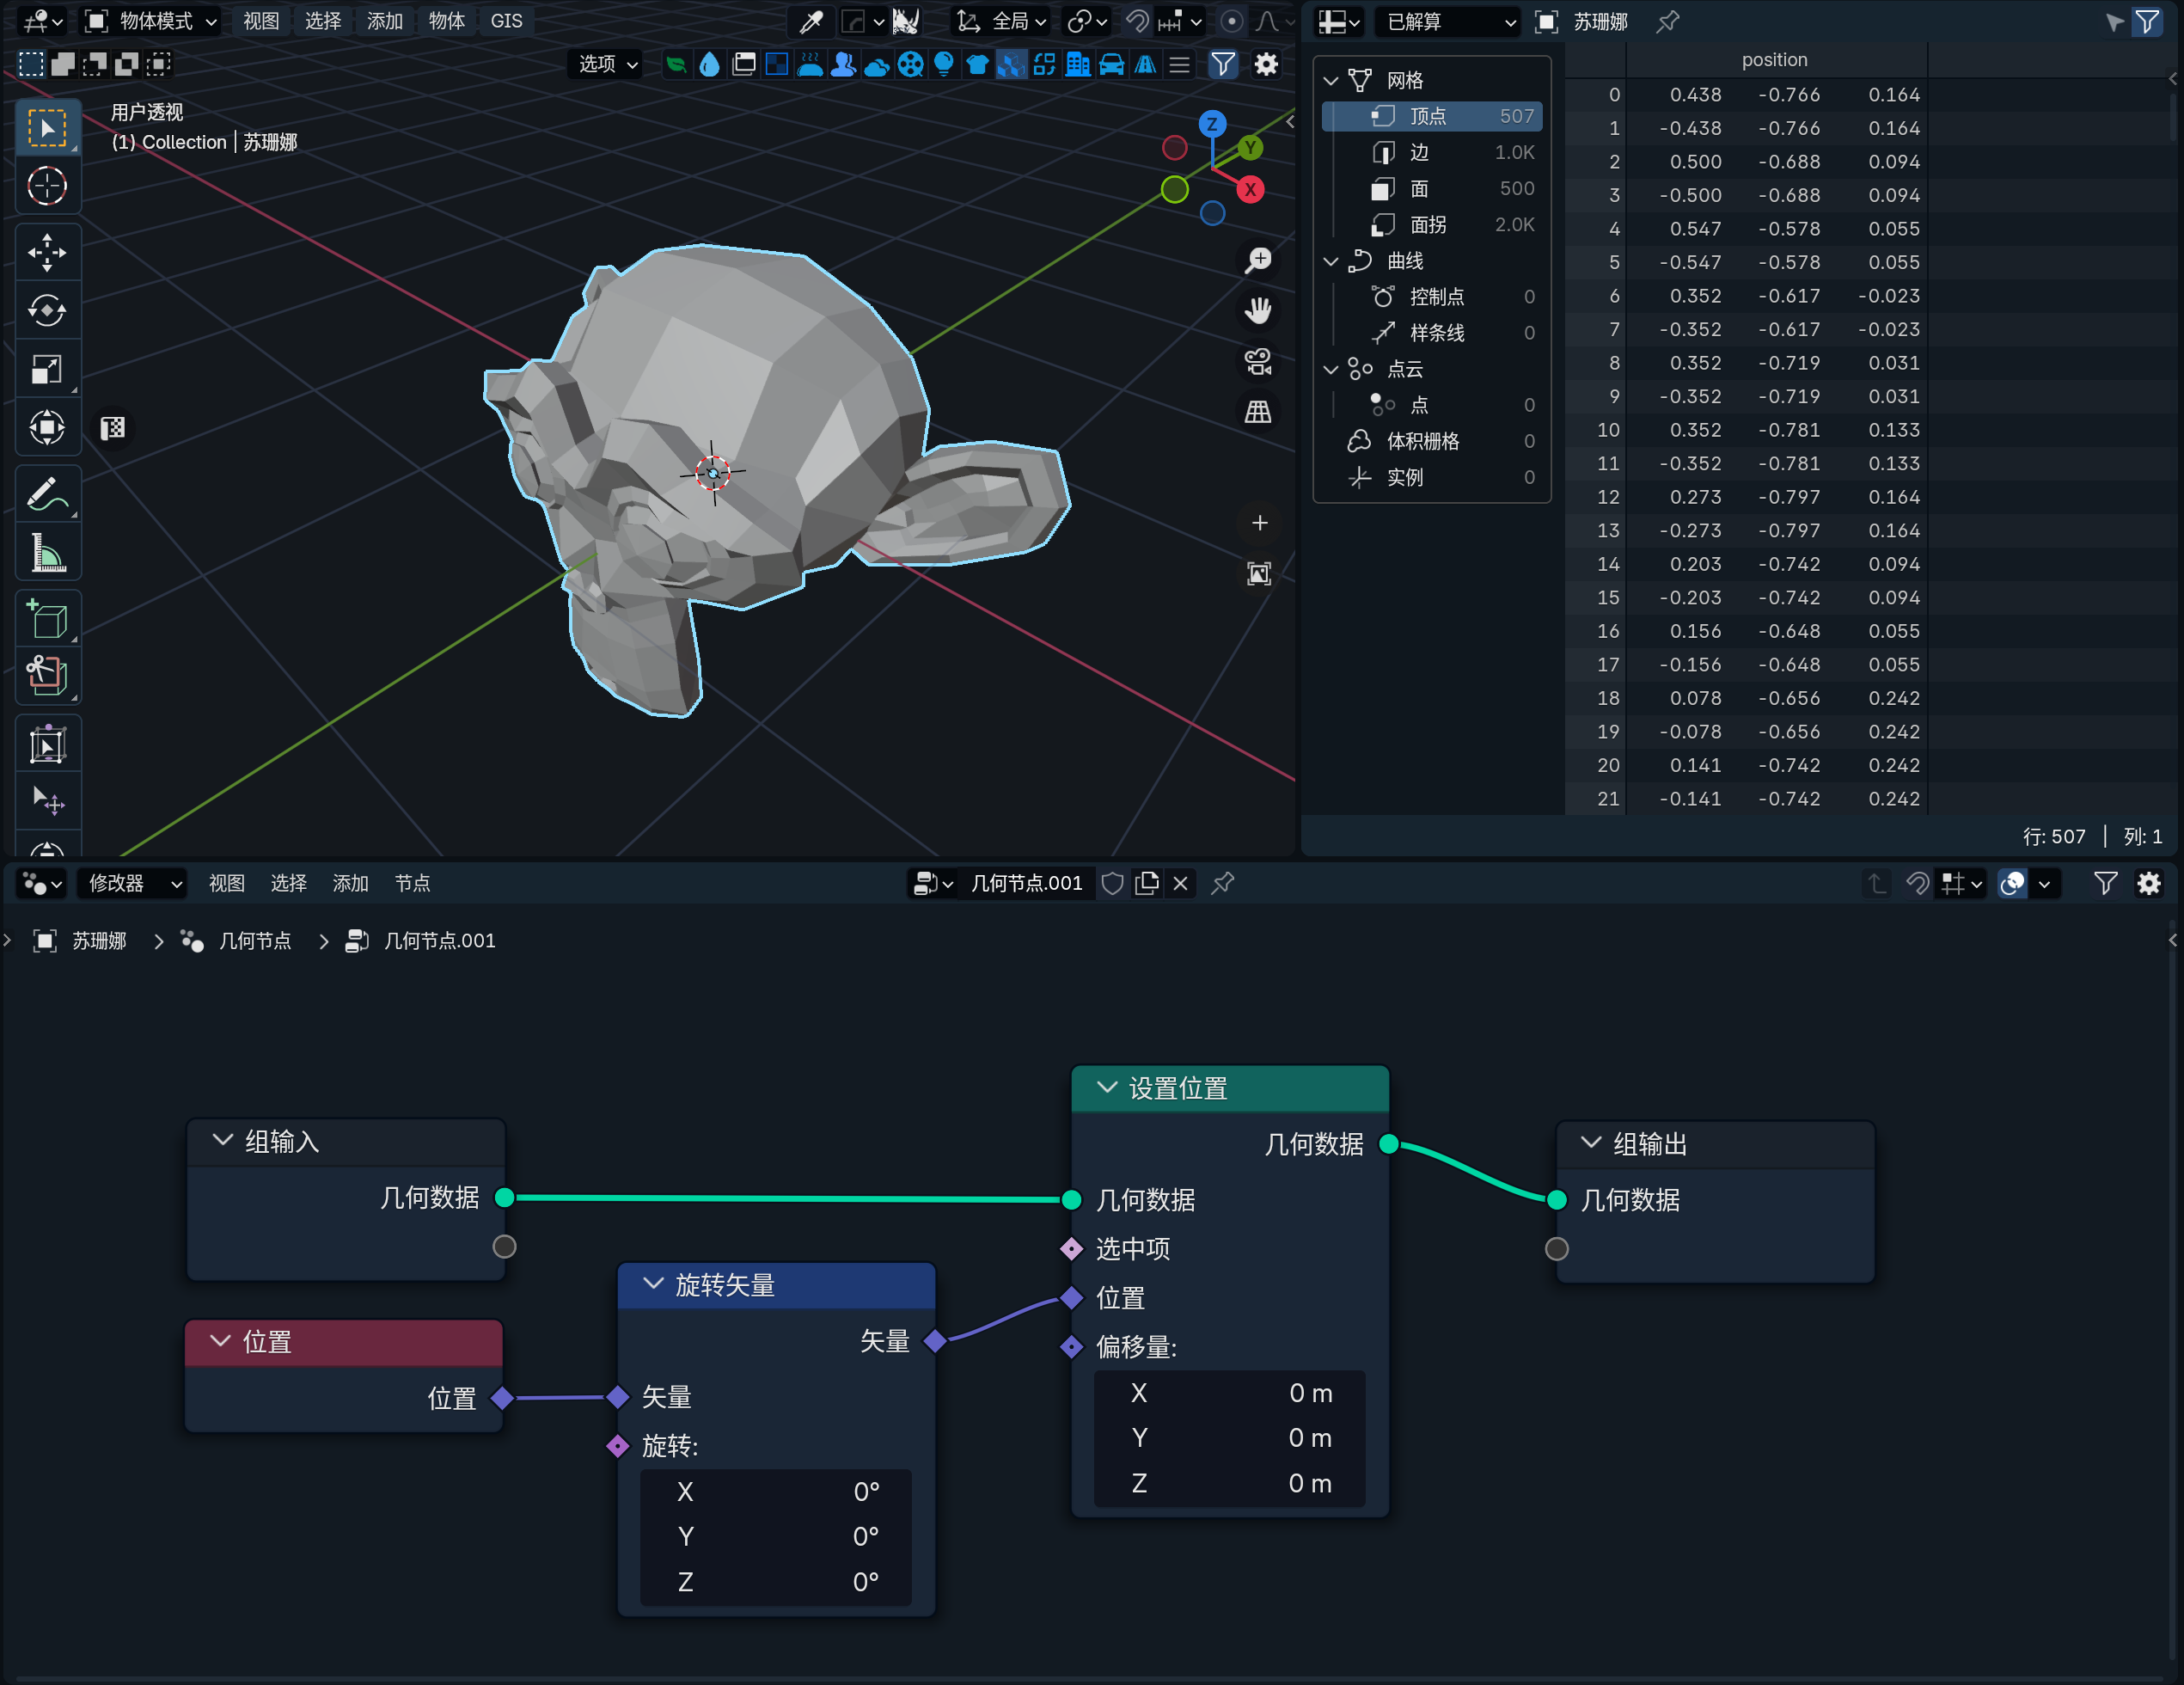 物体模式 视图 选择 添加 物体 GIS 全局
选项
用户透视
(1) Collection | 苏珊娜
Z
Y
X
已解算 苏珊娜
网格
顶点 507
边 1.0K
面 500
面拐 2.0K
曲线
控制点 0
样条线 0
点云
点 0
体积栅格 0
实例 0
position
0 0.438 -0.766 0.164
1 -0.438 -0.766 0.164
2 0.500 -0.688 0.094
3 -0.500 -0.688 0.094
4 0.547 -0.578 0.055
5 -0.547 -0.578 0.055
6 0.352 -0.617 -0.023
7 -0.352 -0.617 -0.023
8 0.352 -0.719 0.031
9 -0.352 -0.719 0.031
10 0.352 -0.781 0.133
11 -0.352 -0.781 0.133
12 0.273 -0.797 0.164
13 -0.273 -0.797 0.164
14 0.203 -0.742 0.094
15 -0.203 -0.742 0.094
16 0.156 -0.648 0.055
17 -0.156 -0.648 0.055
18 0.078 -0.656 0.242
19 -0.078 -0.656 0.242
20 0.141 -0.742 0.242
21 -0.141 -0.742 0.242
行: 507 | 列: 1
修改器 视图 选择 添加 节点 几何节点.001
苏珊娜 几何节点 几何节点.001
组输入
几何数据
位置
位置
旋转矢量
矢量
矢量
旋转:
X 0°
Y 0°
Z 0°
设置位置
几何数据
几何数据
选中项
位置
偏移量:
X 0 m
Y 0 m
Z 0 m
组输出
几何数据